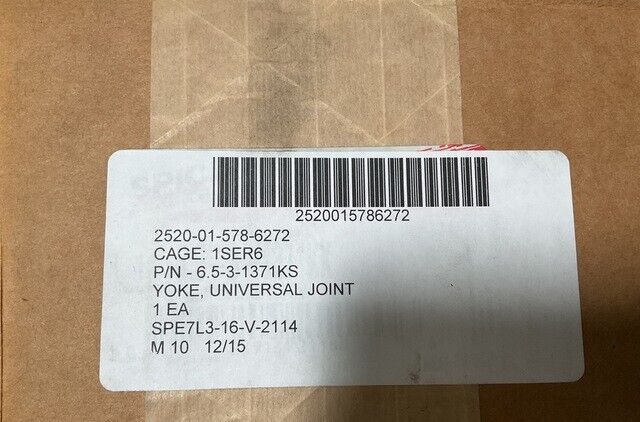 2520015786272
2520-01-578-6272
CAGE: 1SER6
P/N - 6.5-3-1371KS
YOKE, UNIVERSAL JOINT
1 EA
SPE7L3-16-V-2114
M 10 12/15